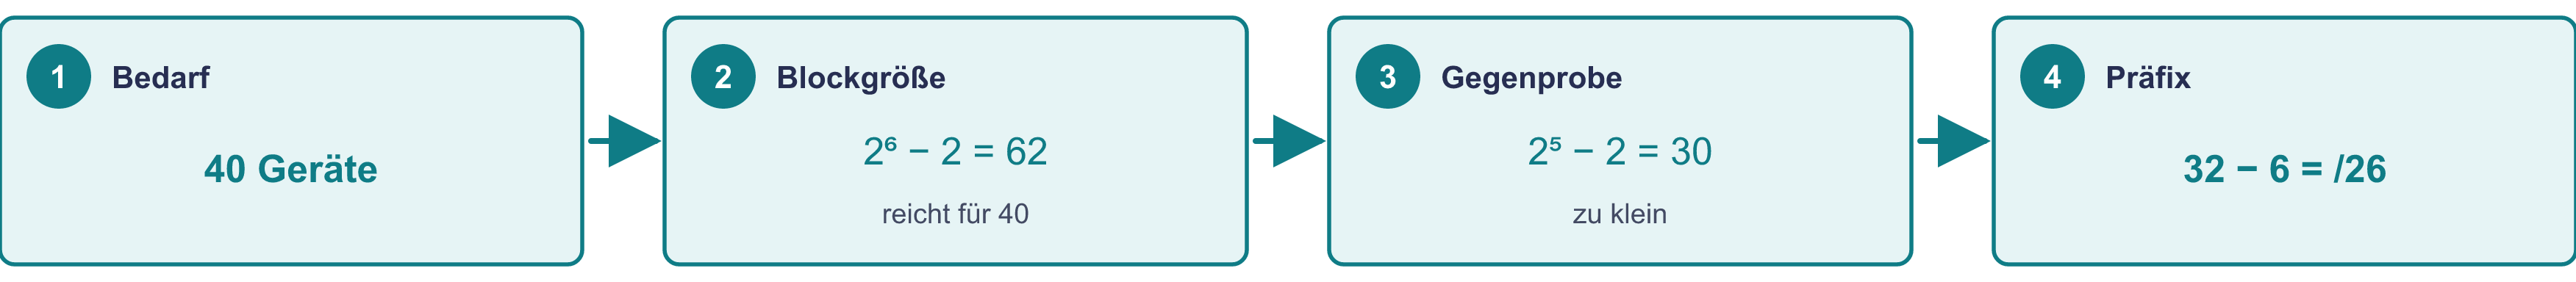 1 Bedarf
40 Geräte
2 Blockgröße
2⁶ − 2 = 62
reicht für 40
3 Gegenprobe
2⁵ − 2 = 30
zu klein
4 Präfix
32 − 6 = /26